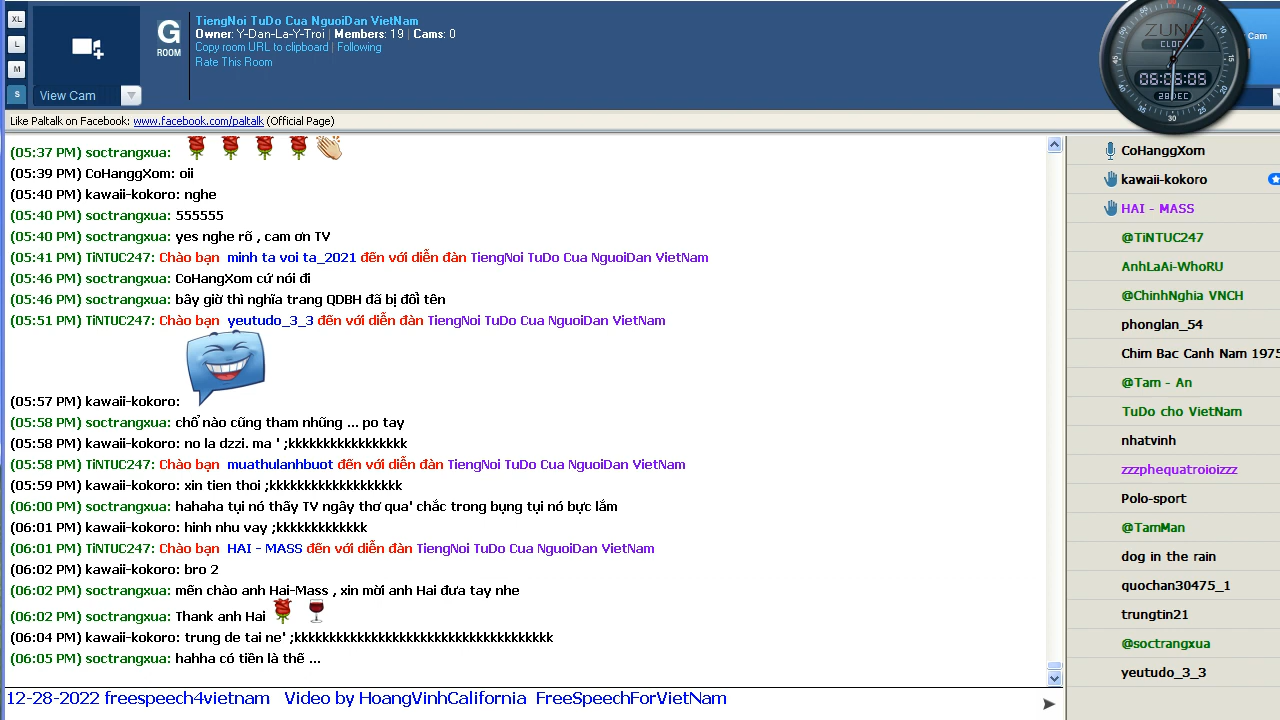 XL
L
M
S
View Cam
G
ROOM
TiengNoi TuDo Cua NguoiDan VietNam
Owner: Y-Dan-La-Y-Troi | Members: 19 | Cams: 0
Copy room URL to clipboard | Following
Rate This Room
ZUNE
CLOCK
06:05:05
28DEC
Cam
Like Paltalk on Facebook: www.facebook.com/paltalk (Official Page)
(05:37 PM) soctrangxua:
(05:39 PM) CoHanggXom: oii
(05:40 PM) kawaii-kokoro: nghe
(05:40 PM) soctrangxua: 555555
(05:40 PM) soctrangxua: yes nghe rõ , cam ơn TV
(05:41 PM) TiNTUC247: Chào bạn minh ta voi ta_2021 đến với diễn đàn TiengNoi TuDo Cua NguoiDan VietNam
(05:46 PM) soctrangxua: CoHangXom cứ nói đi
(05:46 PM) soctrangxua: bây giờ thì nghĩa trang QDBH đã bị đổi tên
(05:51 PM) TiNTUC247: Chào bạn yeutudo_3_3 đến với diễn đàn TiengNoi TuDo Cua NguoiDan VietNam
(05:57 PM) kawaii-kokoro:
(05:58 PM) soctrangxua: chổ nào cũng tham nhũng ... po tay
(05:58 PM) kawaii-kokoro: no la dzzi. ma ' ;kkkkkkkkkkkkkkkkk
(05:58 PM) TiNTUC247: Chào bạn muathulanhbuot đến với diễn đàn TiengNoi TuDo Cua NguoiDan VietNam
(05:59 PM) kawaii-kokoro: xin tien thoi ;kkkkkkkkkkkkkkkkkkk
(06:00 PM) soctrangxua: hahaha tụi nó thấy TV ngây thơ qua' chắc trong bụng tụi nó bực lắm
(06:01 PM) kawaii-kokoro: hinh nhu vay ;kkkkkkkkkkkkk
(06:01 PM) TiNTUC247: Chào bạn HAI - MASS đến với diễn đàn TiengNoi TuDo Cua NguoiDan VietNam
(06:02 PM) kawaii-kokoro: bro 2
(06:02 PM) soctrangxua: mến chào anh Hai-Mass , xin mời anh Hai đưa tay nhe
(06:02 PM) soctrangxua: Thank anh Hai
(06:04 PM) kawaii-kokoro: trung de tai ne' ;kkkkkkkkkkkkkkkkkkkkkkkkkkkkkkkkkkkkk
(06:05 PM) soctrangxua: hahha có tiền là thế ...
12-28-2022 freespeech4vietnam Video by HoangVinhCalifornia FreeSpeechForVietNam
CoHanggXom
kawaii-kokoro
HAI - MASS
@TiNTUC247
AnhLaAi-WhoRU
@ChinhNghia VNCH
phonglan_54
Chim Bac Canh Nam 1975
@Tam - An
TuDo cho VietNam
nhatvinh
zzzphequatroioizzz
Polo-sport
@TamMan
dog in the rain
quochan30475_1
trungtin21
@soctrangxua
yeutudo_3_3